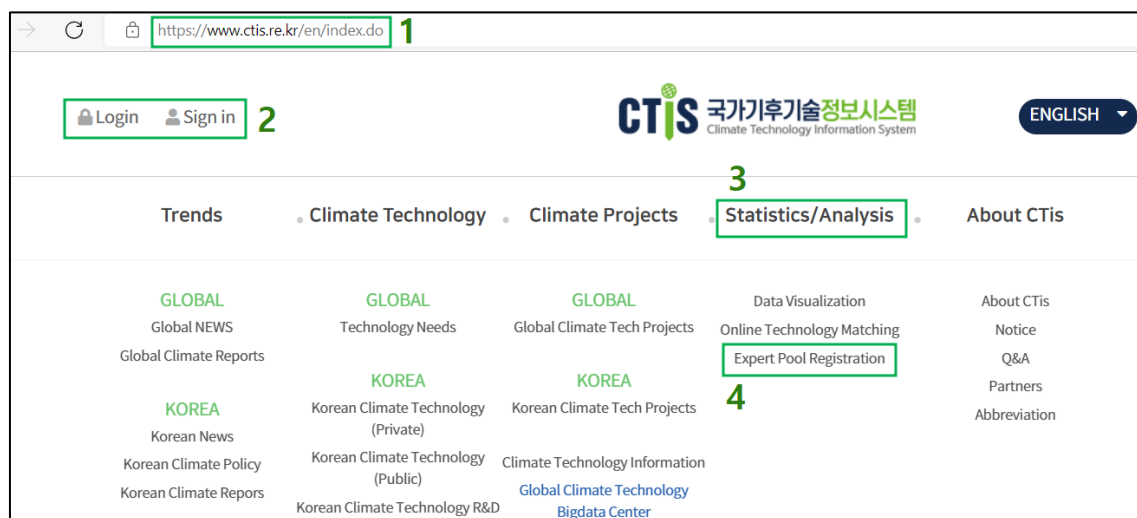 https://www.ctis.re.kr/en/index.do 1
Login Sign in 2
CTiS 국가기후기술정보시스템
Climate Technology Information System
ENGLISH
3
Trends Climate Technology Climate Projects Statistics/Analysis About CTis
GLOBAL
Global NEWS
Global Climate Reports
KOREA
Korean News
Korean Climate Policy
Korean Climate Repors
GLOBAL
Technology Needs
KOREA
Korean Climate Technology
(Private)
Korean Climate Technology
(Public)
Korean Climate Technology R&D
GLOBAL
Global Climate Tech Projects
KOREA
Korean Climate Tech Projects
Climate Technology Information
Global Climate Technology
Bigdata Center
Data Visualization
Online Technology Matching
Expert Pool Registration
4
About CTis
Notice
Q&A
Partners
Abbreviation